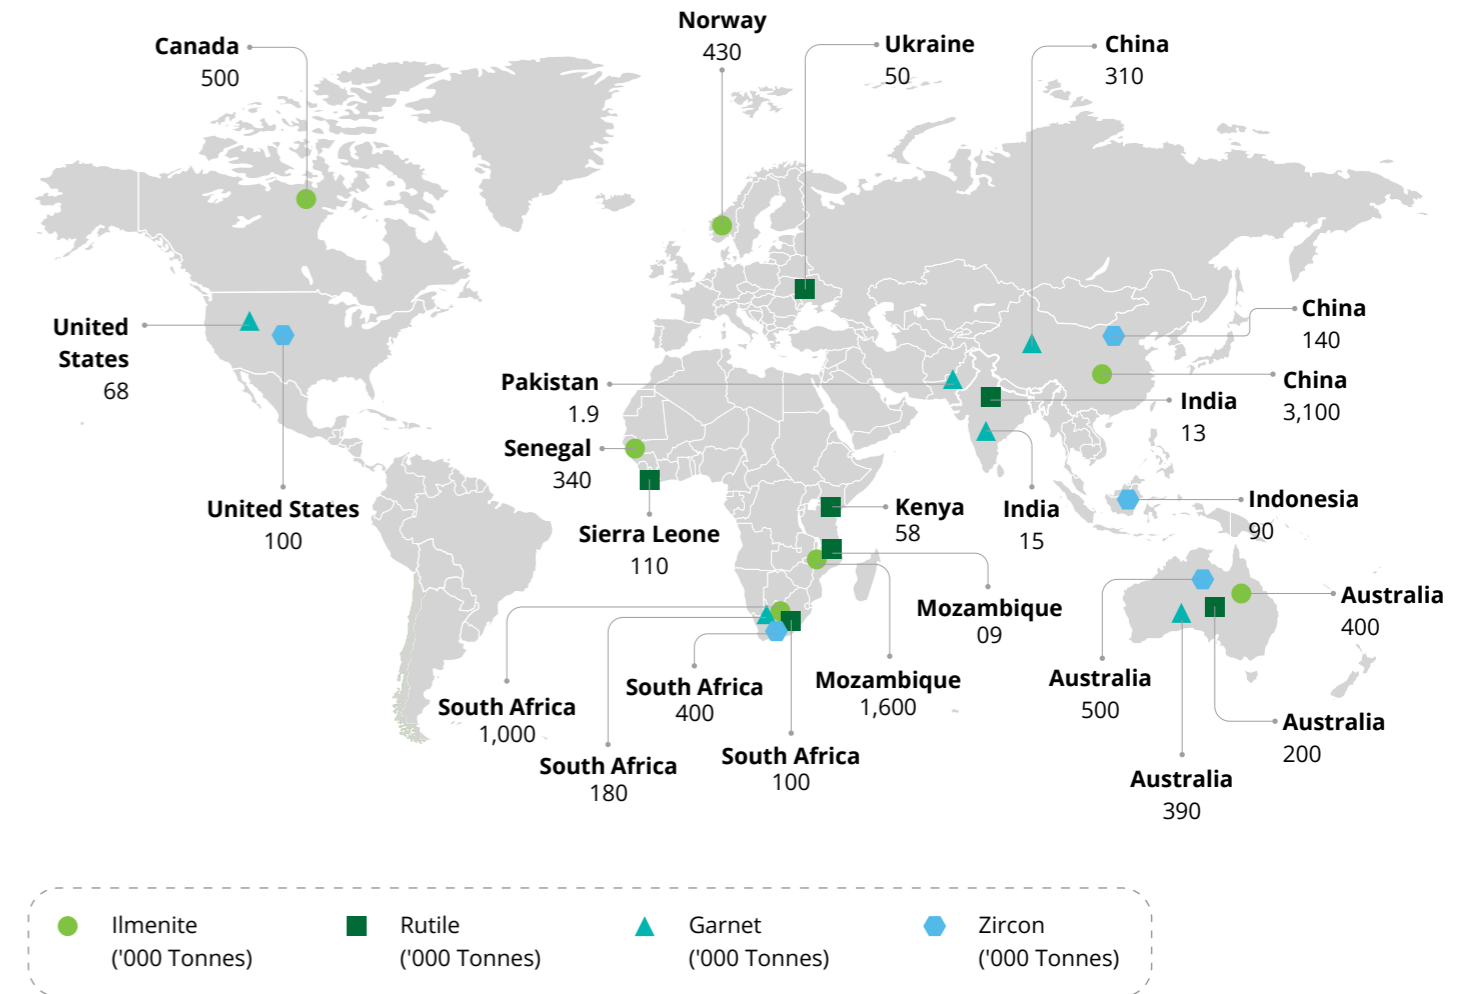 Norway
430
Canada
500
Ukraine
50
China
310
United
States
68
China
140
China
3,100
Pakistan
1.9
India
13
Senegal
340
United States
100
Sierra Leone
110
Kenya
58
India
15
Indonesia
90
Mozambique
09
Australia
400
South Africa
1,000
South Africa
400
Mozambique
1,600
Australia
500
Australia
200
South Africa
180
South Africa
100
Australia
390
Ilmenite
('000 Tonnes)
Rutile
('000 Tonnes)
Garnet
('000 Tonnes)
Zircon
('000 Tonnes)